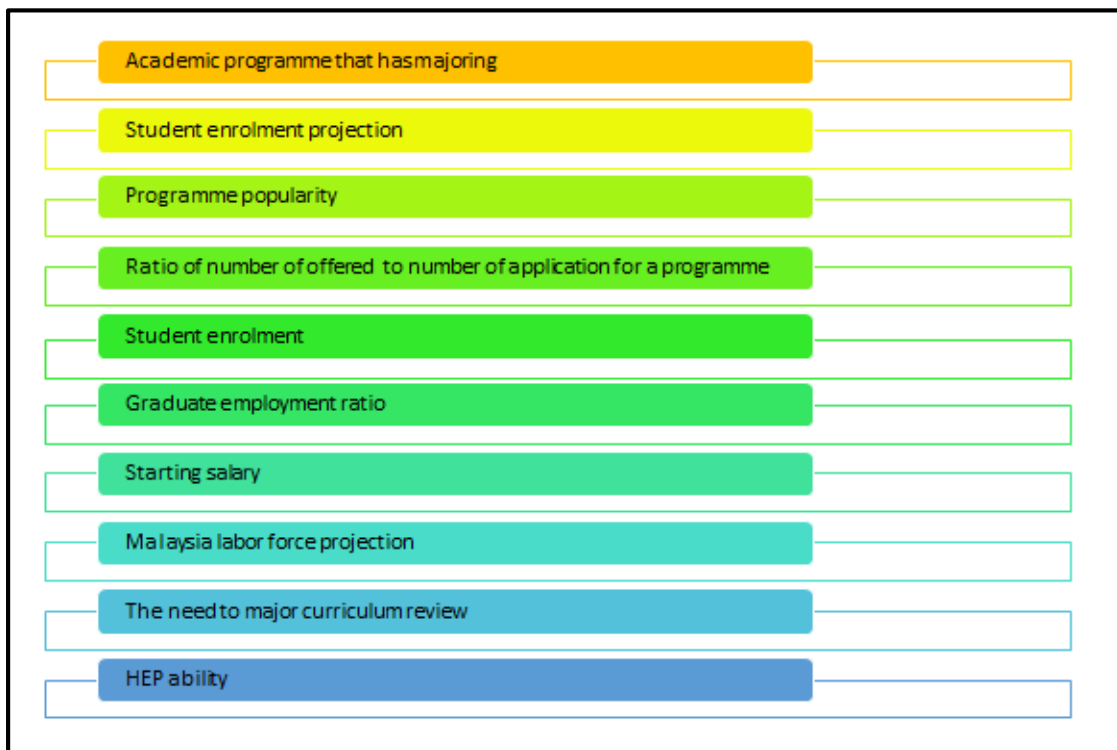 Academic programme that has majoring
Student enrolment projection
Programme popularity
Ratio of number of offered to number of application for a programme
Student enrolment
Graduate employment ratio
Starting salary
Malaysia labor force projection
The need to major curriculum review
HEP ability